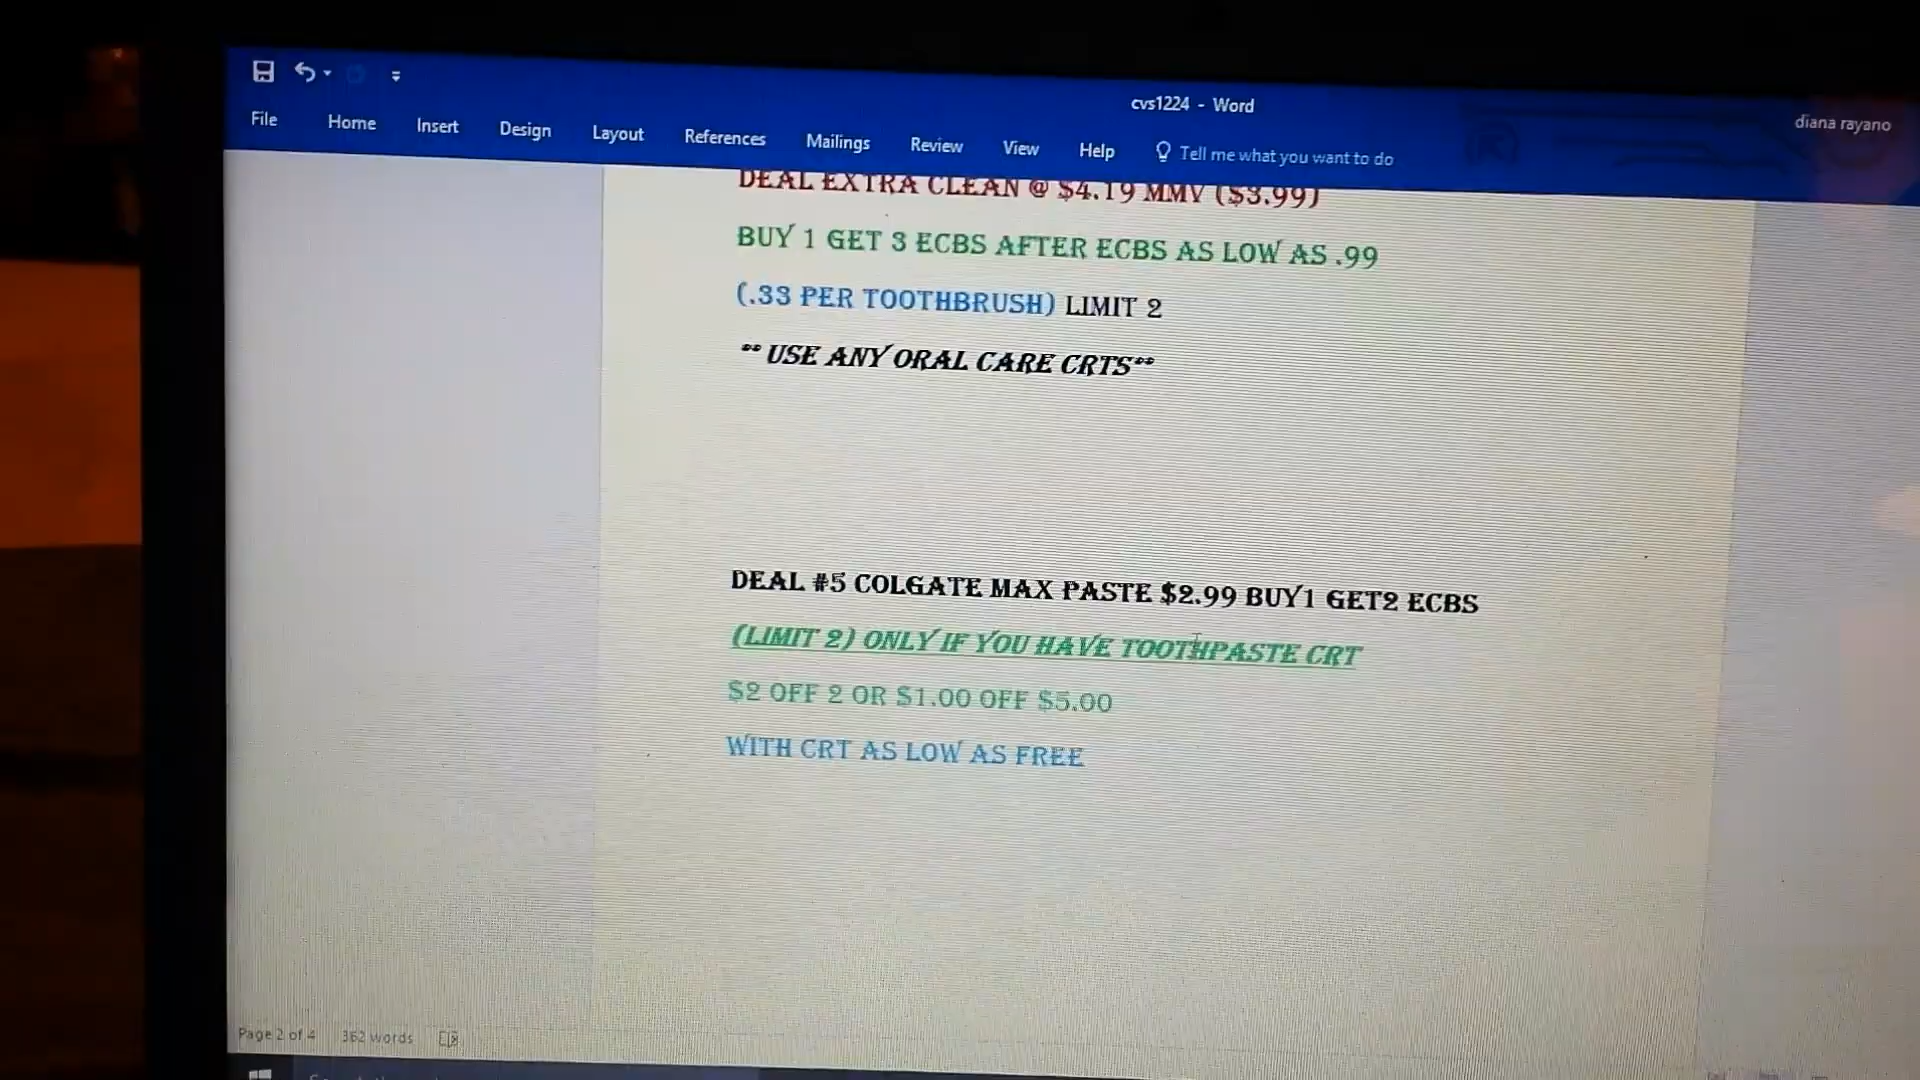 cvs1224 - Word
diana rayano
File Home Insert Design Layout References Mailings Review View Help Tell me what you want to do
DEAL EXTRA CLEAN @ $4.19 MMV ($3.99)
BUY 1 GET 3 ECBS AFTER ECBS AS LOW AS .99
(.33 PER TOOTHBRUSH) LIMIT 2
** USE ANY ORAL CARE CRTS**
DEAL #5 COLGATE MAX PASTE $2.99 BUY1 GET2 ECBS
(LIMIT 2) ONLY IF YOU HAVE TOOTHPASTE CRT
$2 OFF 2 OR $1.00 OFF $5.00
WITH CRT AS LOW AS FREE
Page 2 of 4 362 words